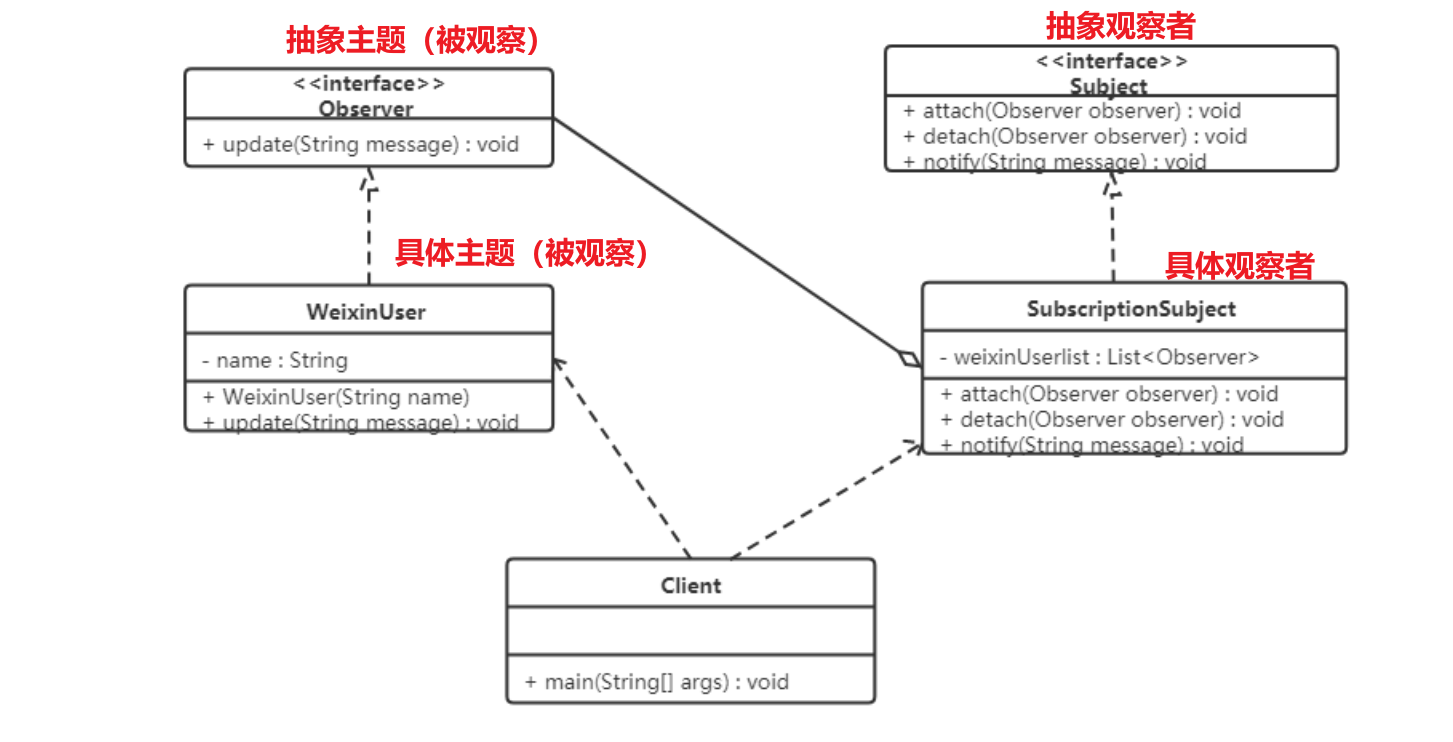 抽象主题（被观察）
<<interface>>
Observer
+ update(String message) : void
抽象观察者
<<interface>>
Subject
+ attach(Observer observer) : void
+ detach(Observer observer) : void
+ notify(String message) : void
具体主题（被观察）
WeixinUser
- name : String
+ WeixinUser(String name)
+ update(String message) : void
具体观察者
SubscriptionSubject
- weixinUserlist : List<Observer>
+ attach(Observer observer) : void
+ detach(Observer observer) : void
+ notify(String message) : void
Client
+ main(String[] args) : void